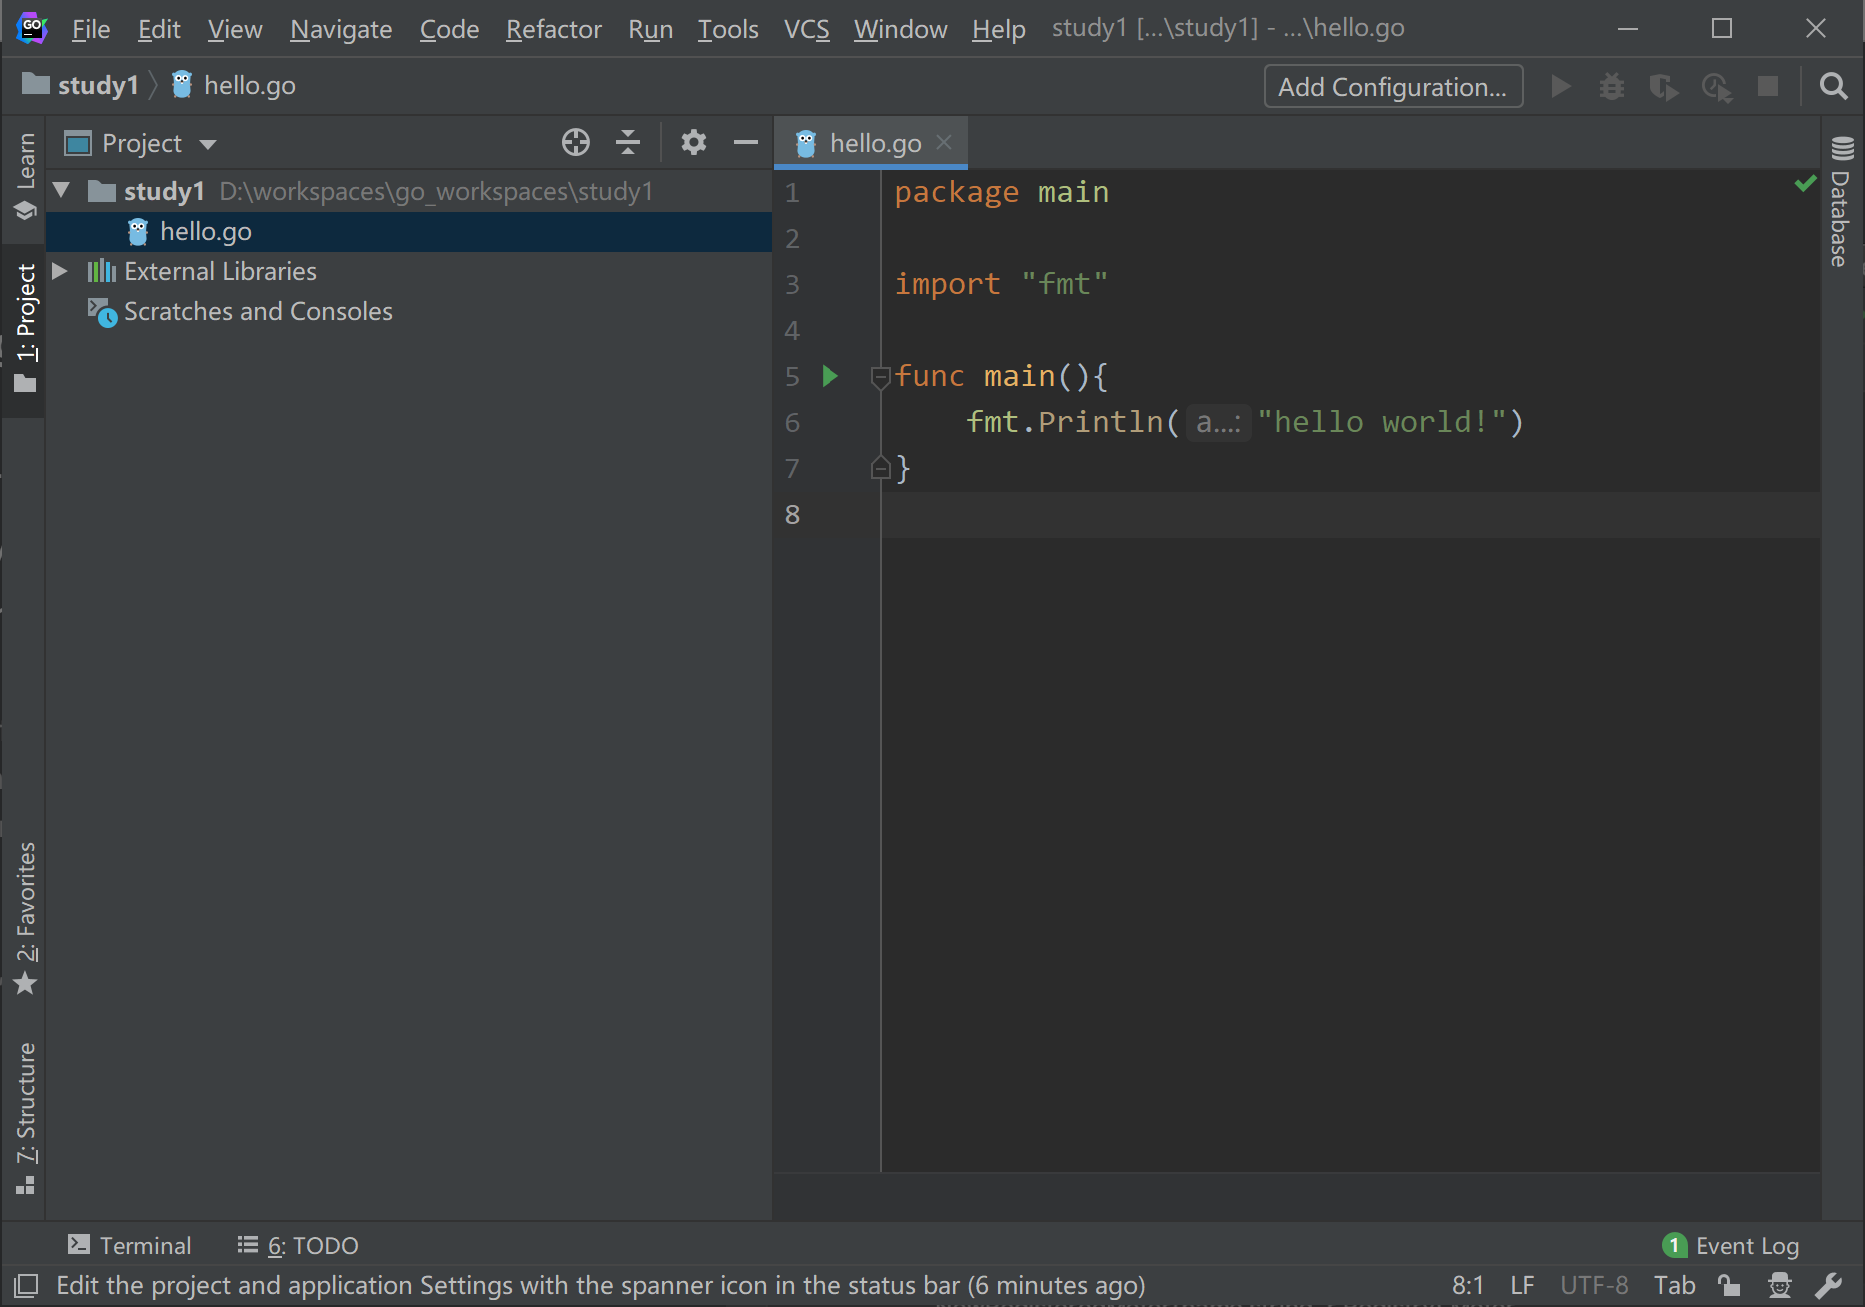 File Edit View Navigate Code Refactor Run Tools VCS Window Help study1 [...\study1] - ...\hello.go
study1 hello.go Add Configuration...
Learn
1: Project
2: Favorites
7: Structure
Project
study1 D:\workspaces\go_workspaces\study1
hello.go
External Libraries
Scratches and Consoles
hello.go
1 package main
2
3 import "fmt"
4
5 func main(){
6 fmt.Println( a...: "hello world!")
7 }
8
Database
Terminal 6: TODO 1 Event Log
Edit the project and application Settings with the spanner icon in the status bar (6 minutes ago) 8:1 LF UTF-8 Tab